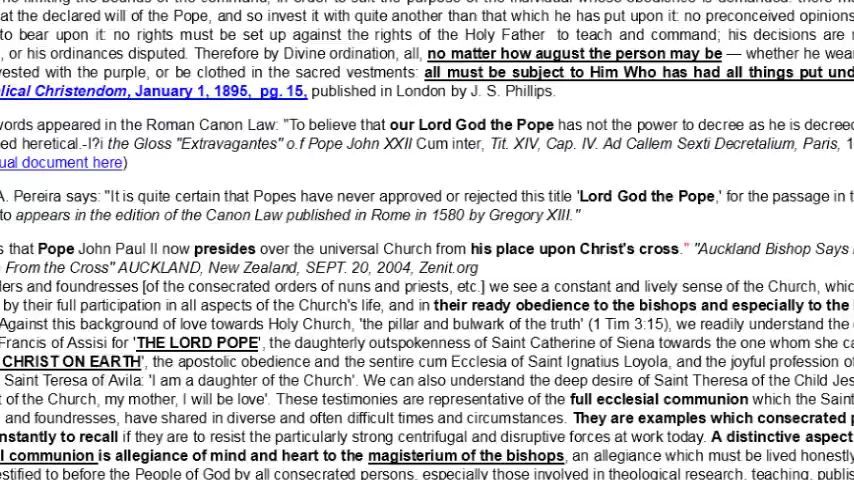 at the declared will of the Pope, and so invest it with quite another than that which he has put upon it: no preconceived opinions
to bear upon it: no rights must be set up against the rights of the Holy Father to teach and command; his decisions are
, or his ordinances disputed. Therefore by Divine ordination, all, no matter how august the person may be — whether he wear
vested with the purple, or be clothed in the sacred vestments: all must be subject to Him Who has had all things put und
lical Christendom, January 1, 1895, pg. 15, published in London by J. S. Phillips.
words appeared in the Roman Canon Law: "To believe that our Lord God the Pope has not the power to decree as he is decreed
ed heretical.-I?i the Gloss "Extravagantes" o.f Pope John XXII Cum inter, Tit. XIV, Cap. IV. Ad Callem Sexti Decretalium, Paris, 1
ual document here)
A. Pereira says: "It is quite certain that Popes have never approved or rejected this title 'Lord God the Pope,' for the passage in t
to appears in the edition of the Canon Law published in Rome in 1580 by Gregory XIII."
s that Pope John Paul II now presides over the universal Church from his place upon Christ's cross." "Auckland Bishop Says
From the Cross" AUCKLAND, New Zealand, SEPT. 20, 2004, Zenit.org
ders and foundresses [of the consecrated orders of nuns and priests, etc.] we see a constant and lively sense of the Church, whic
by their full participation in all aspects of the Church's life, and in their ready obedience to the bishops and especially to the
Against this background of love towards Holy Church, 'the pillar and bulwark of the truth' (1 Tim 3:15), we readily understand the
Francis of Assisi for 'THE LORD POPE', the daughterly outspokenness of Saint Catherine of Siena towards the one whom she ca
CHRIST ON EARTH', the apostolic obedience and the sentire cum Ecclesia of Saint Ignatius Loyola, and the joyful profession of
Saint Teresa of Avila: 'I am a daughter of the Church'. We can also understand the deep desire of Saint Theresa of the Child Jes
t of the Church, my mother, I will be love'. These testimonies are representative of the full ecclesial communion which the Saint
and foundresses, have shared in diverse and often difficult times and circumstances. They are examples which consecrated p
nstantly to recall if they are to resist the particularly strong centrifugal and disruptive forces at work today. A distinctive aspect
l communion is allegiance of mind and heart to the magisterium of the bishops, an allegiance which must be lived honestly
estified to before the People of God by all consecrated persons, especially those involved in theological research, teaching, publis